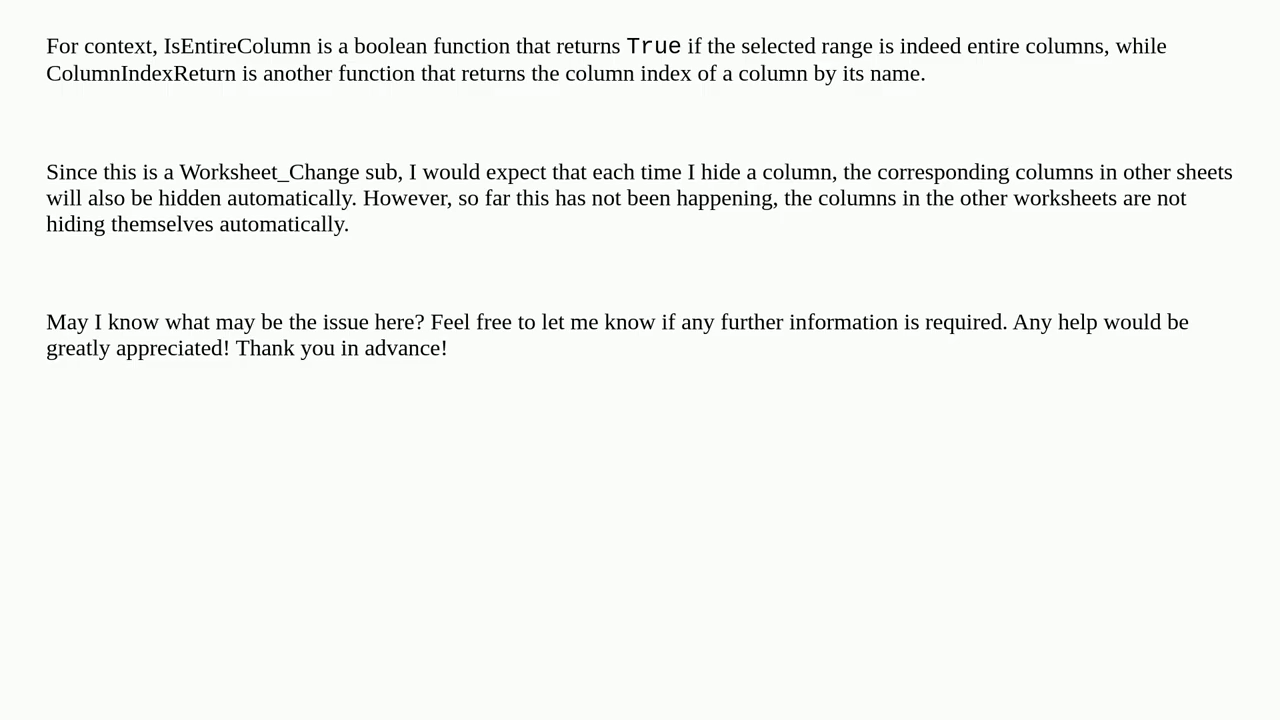 For context, IsEntireColumn is a boolean function that returns True if the selected range is indeed entire columns, while
ColumnIndexReturn is another function that returns the column index of a column by its name.
Since this is a Worksheet_Change sub, I would expect that each time I hide a column, the corresponding columns in other sheets
will also be hidden automatically. However, so far this has not been happening, the columns in the other worksheets are not
hiding themselves automatically.
May I know what may be the issue here? Feel free to let me know if any further information is required. Any help would be
greatly appreciated! Thank you in advance!